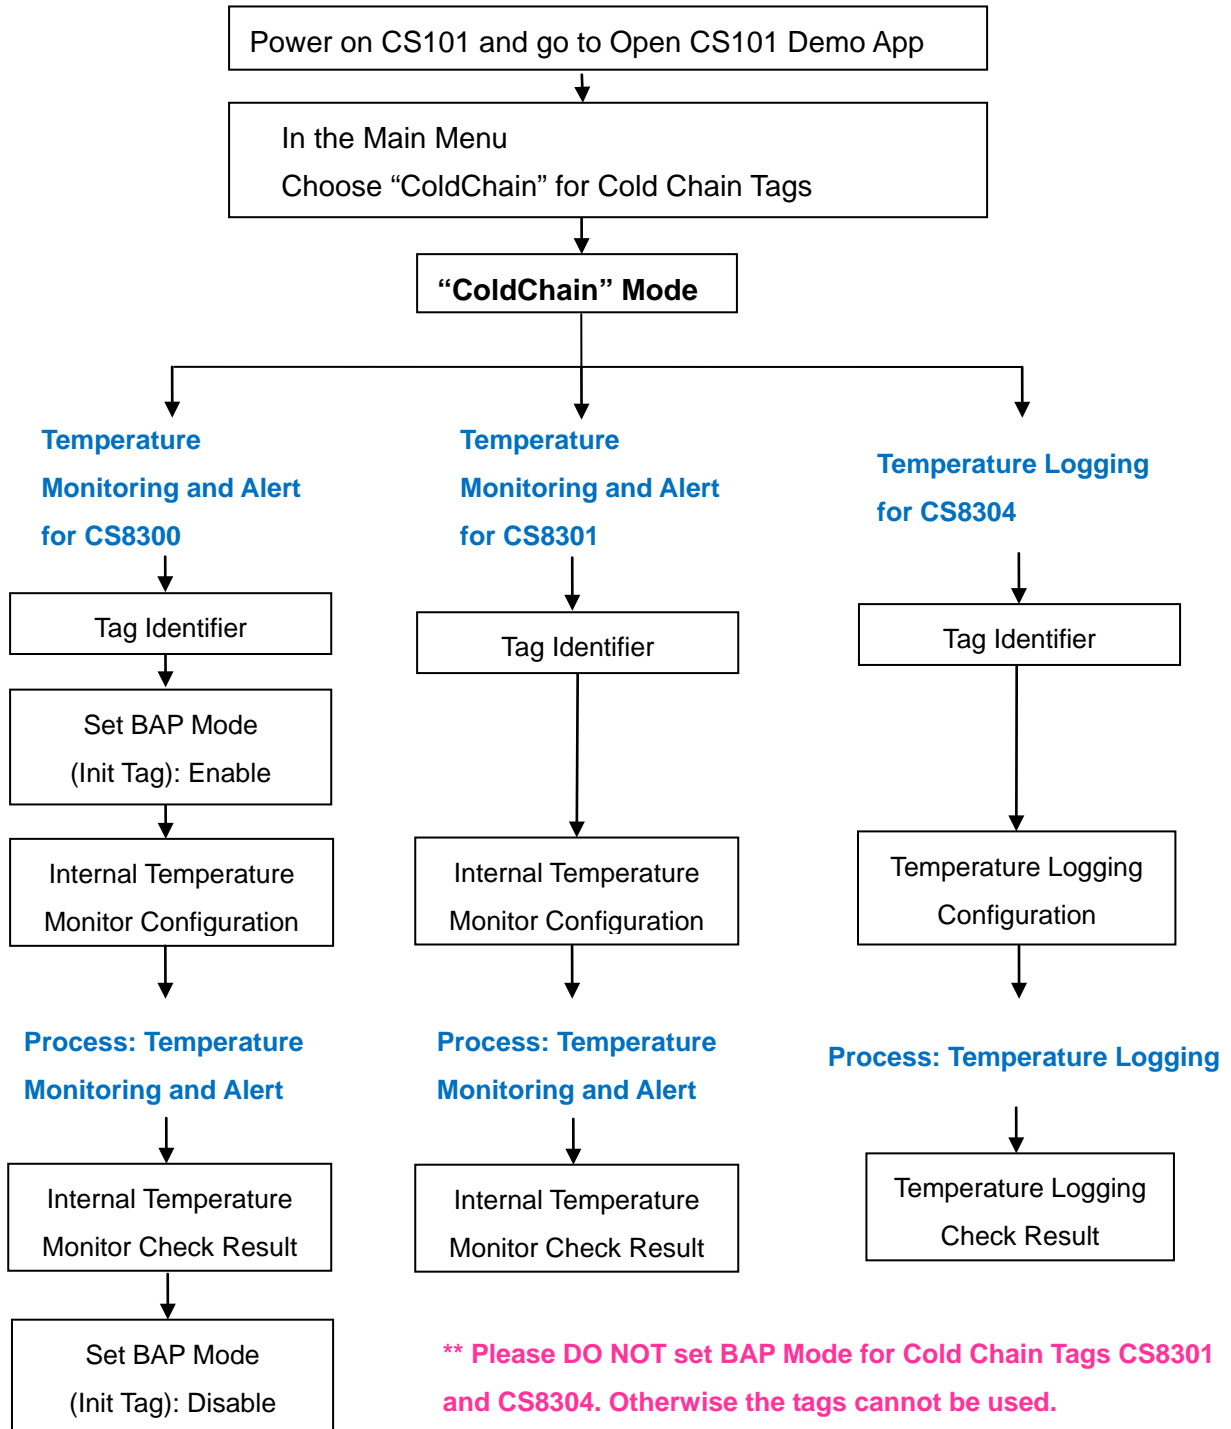 Power on CS101 and go to Open CS101 Demo App
In the Main Menu
Choose “ColdChain” for Cold Chain Tags
“ColdChain” Mode
Temperature
Monitoring and Alert
for CS8300
Tag Identifier
Set BAP Mode
(Init Tag): Enable
Internal Temperature
Monitor Configuration
Process: Temperature
Monitoring and Alert
Internal Temperature
Monitor Check Result
Set BAP Mode
(Init Tag): Disable
Temperature
Monitoring and Alert
for CS8301
Tag Identifier
Internal Temperature
Monitor Configuration
Process: Temperature
Monitoring and Alert
Internal Temperature
Monitor Check Result
Temperature Logging
for CS8304
Tag Identifier
Temperature Logging
Configuration
Process: Temperature Logging
Temperature Logging
Check Result
** Please DO NOT set BAP Mode for Cold Chain Tags CS8301
and CS8304. Otherwise the tags cannot be used.